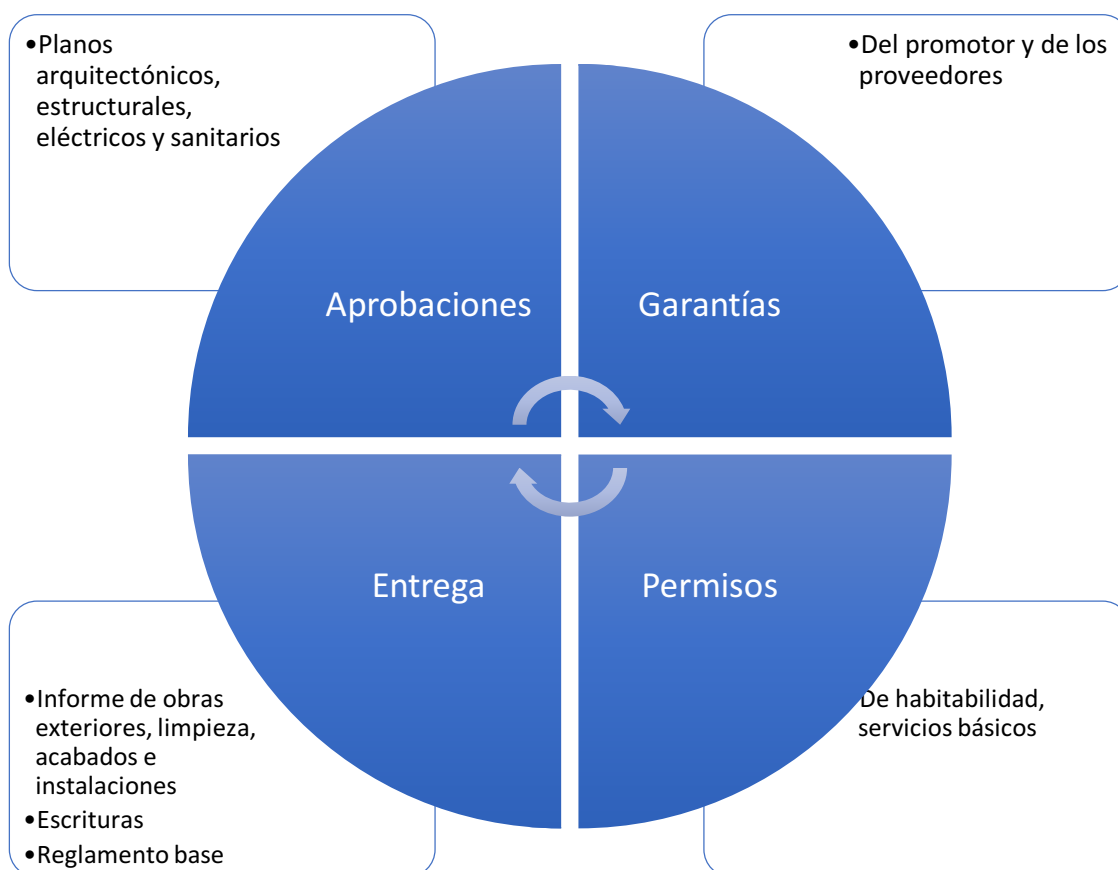 •Planos
arquitectónicos,
estructurales,
eléctricos y sanitarios
•Del promotor y de los
proveedores
Aprobaciones
Garantías
Entrega
Permisos
•Informe de obras
exteriores, limpieza,
acabados e
instalaciones
•Escrituras
•Reglamento base
De habitabilidad,
servicios básicos